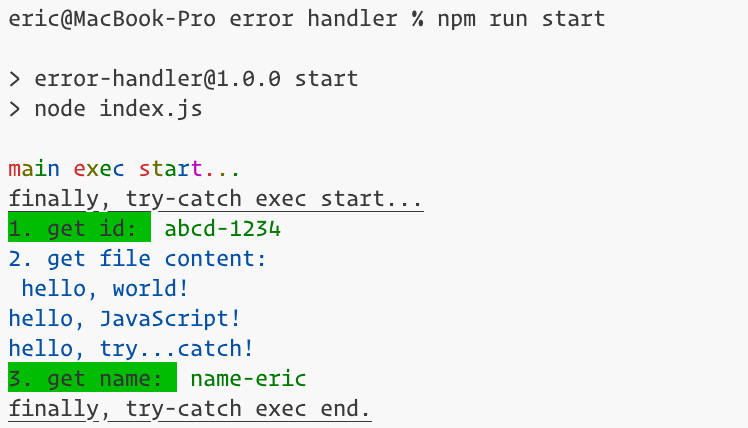 eric@MacBook-Pro error handler % npm run start
> error-handler@1.0.0 start
> node index.js
main exec start...
finally, try-catch exec start...
1. get id: abcd-1234
2. get file content:
hello, world!
hello, JavaScript!
hello, try...catch!
3. get name: name-eric
finally, try-catch exec end.